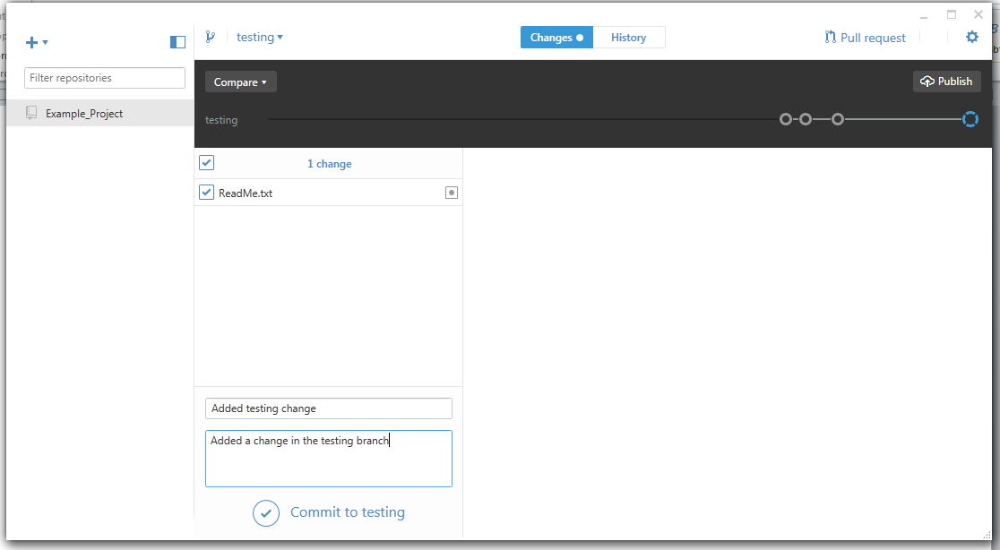 testing
Changes
History
Pull request
Filter repositories
Compare
Publish
Example_Project
testing
1 change
ReadMe.txt
Added testing change
Added a change in the testing branch
Commit to testing